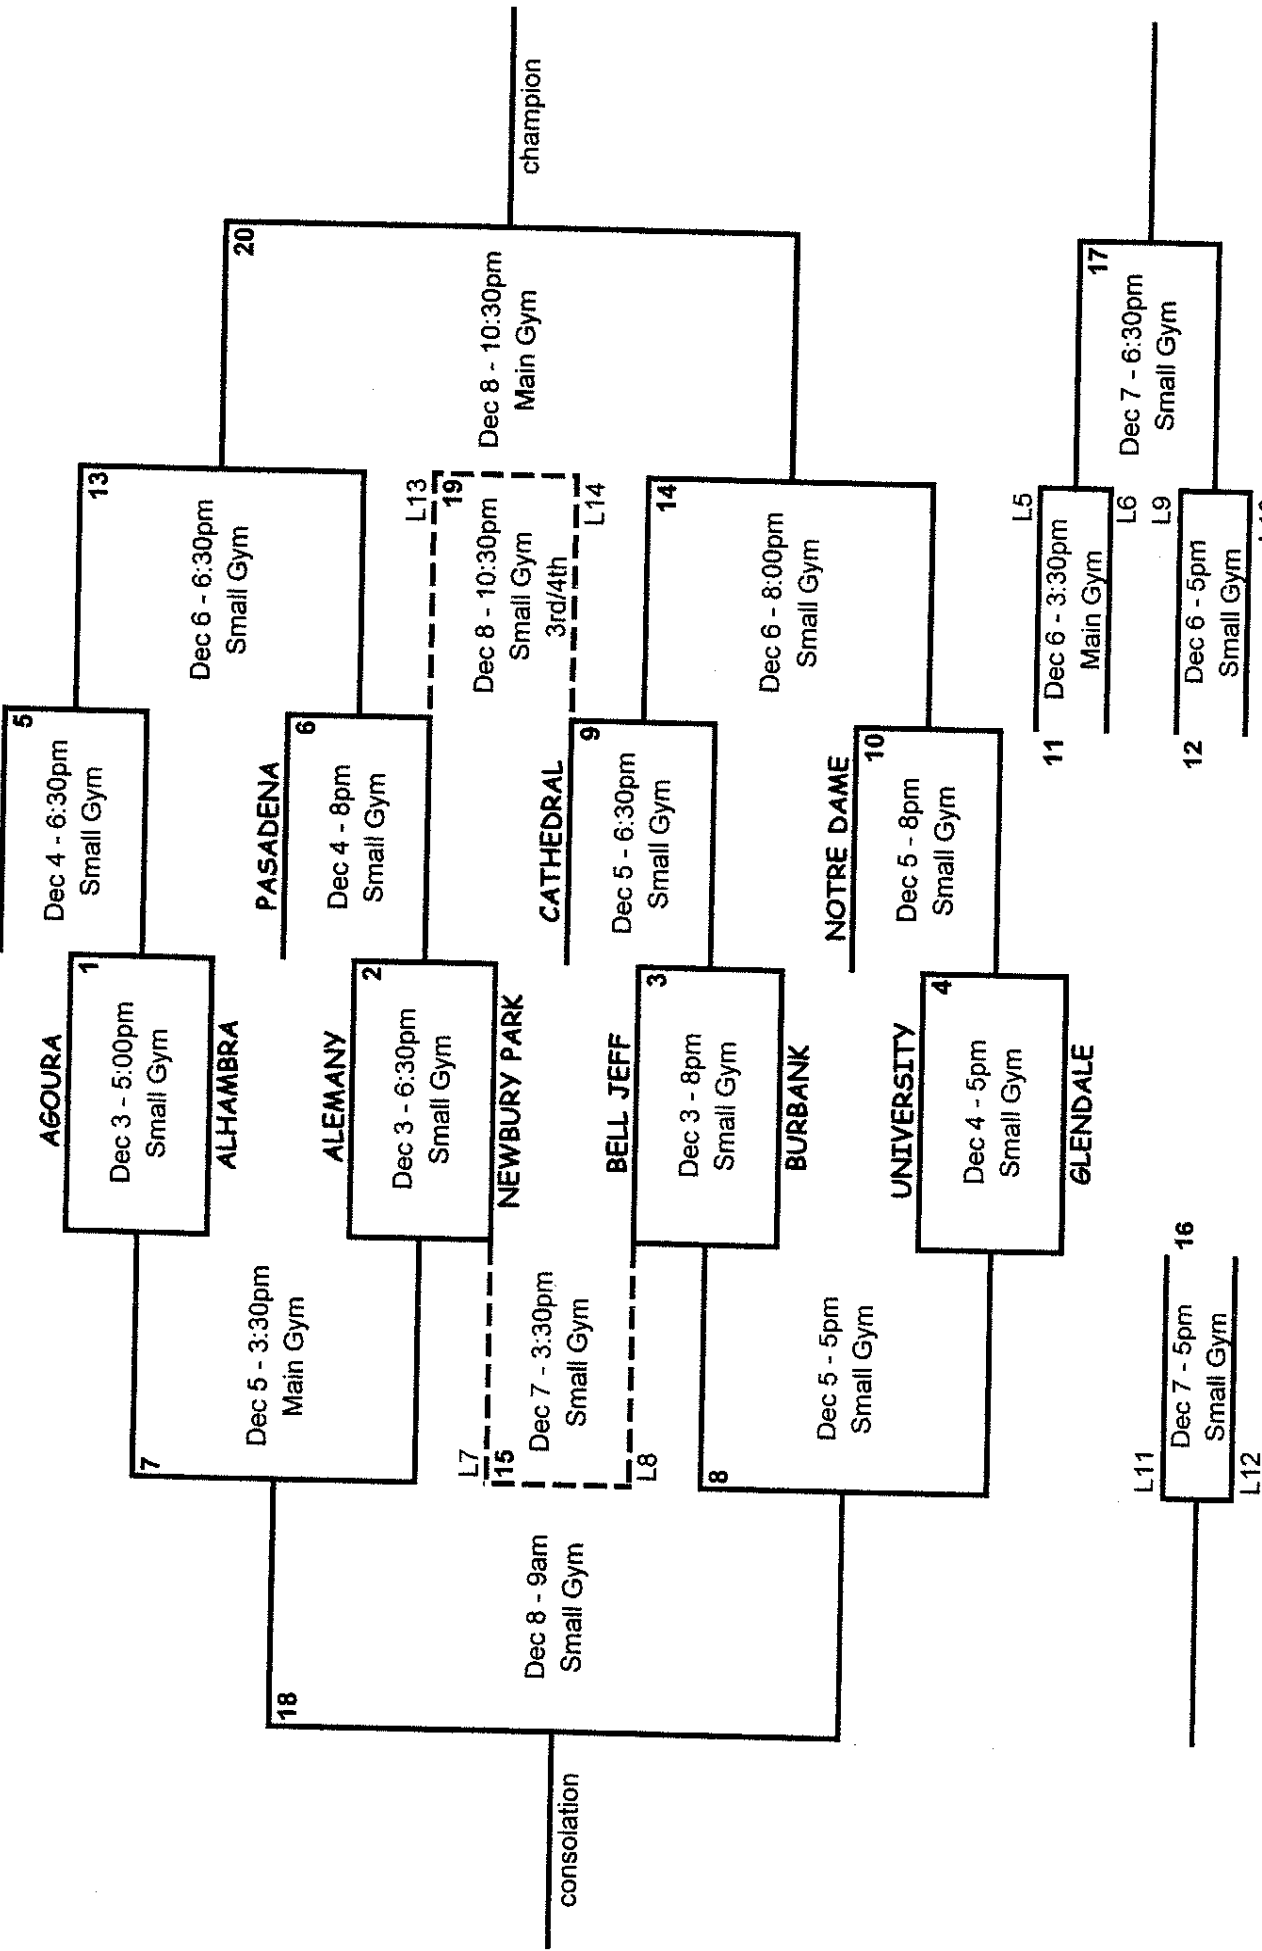 champion
20
Dec 8 - 10:30pm
Main Gym
13
Dec 6 - 6:30pm
Small Gym
L13
19
Dec 8 - 10:30pm
Small Gym
3rd/4th
L14
14
Dec 6 - 8:00pm
Small Gym
5
Dec 4 - 6:30pm
Small Gym
PASADENA
6
Dec 4 - 8pm
Small Gym
CATHEDRAL
9
Dec 5 - 6:30pm
Small Gym
NOTRE DAME
10
Dec 5 - 8pm
Small Gym
AGOURA
1
Dec 3 - 5:00pm
Small Gym
ALHAMBRA
ALEMANY
2
Dec 3 - 6:30pm
Small Gym
NEWBURY PARK
BELL JEFF
3
Dec 3 - 8pm
Small Gym
BURBANK
UNIVERSITY
4
Dec 4 - 5pm
Small Gym
GLENDALE
7
Dec 5 - 3:30pm
Main Gym
L7
15
Dec 7 - 3:30pm
Small Gym
L8
8
Dec 5 - 5pm
Small Gym
18
Dec 8 - 9am
Small Gym
consolation
17
Dec 7 - 6:30pm
Small Gym
L5
11
Dec 6 - 3:30pm
Main Gym
L6
L9
12
Dec 6 - 5pm
Small Gym
16
L11
Dec 7 - 5pm
Small Gym
L12